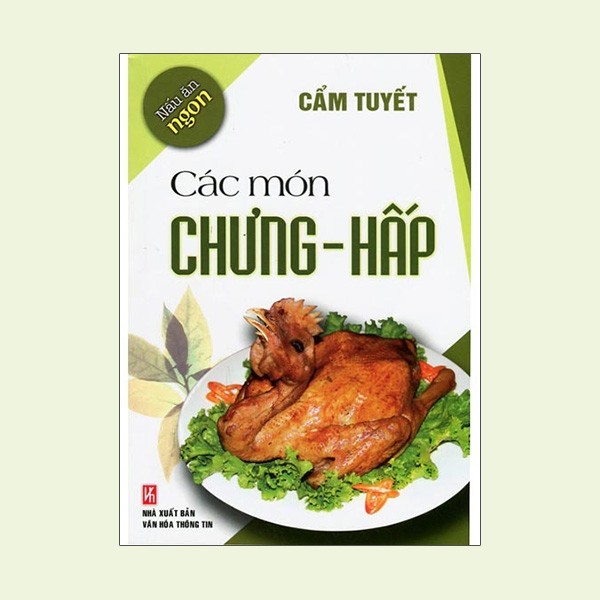 Nấu ăn
ngon
CẨM TUYẾT
Các món
CHƯNG - HẤP
NHÀ XUẤT BẢN
VĂN HÓA THÔNG TIN